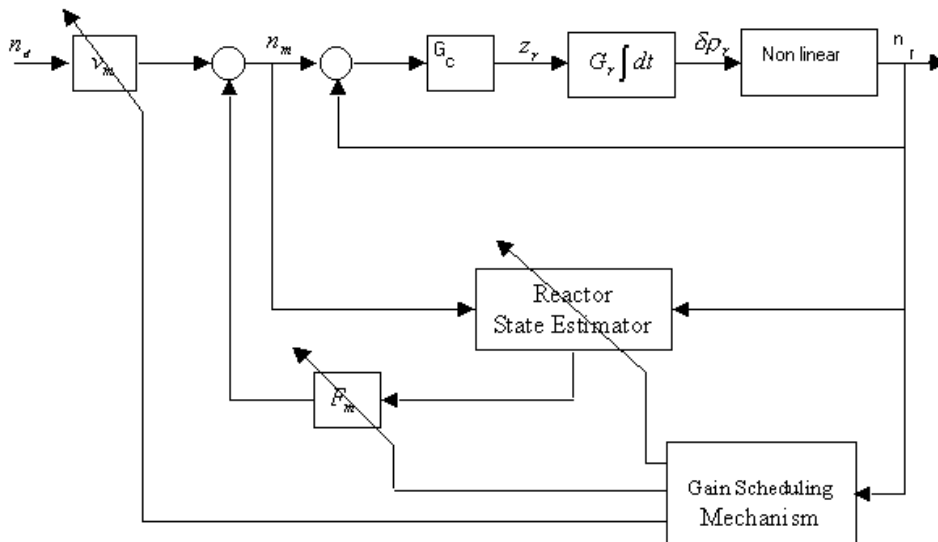 n_d
ν_m
n_m
G_c
z_r
G_r ∫ dt
δρ_r
Non linear
n_r
Reactor
State Estimator
F_m
Gain Scheduling
Mechanism